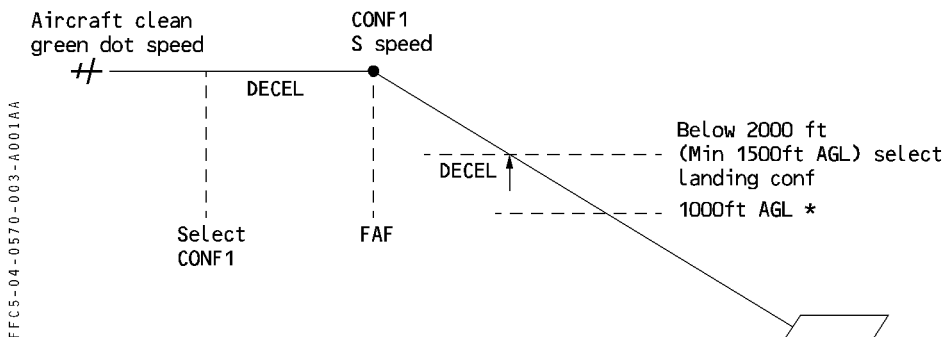 Aircraft clean
green dot speed
CONF1
S speed
DECEL
Below 2000 ft
(Min 1500ft AGL) select
landing conf
DECEL
1000ft AGL *
Select
CONF1
FAF
FFC5-04-0570-003-A001AA